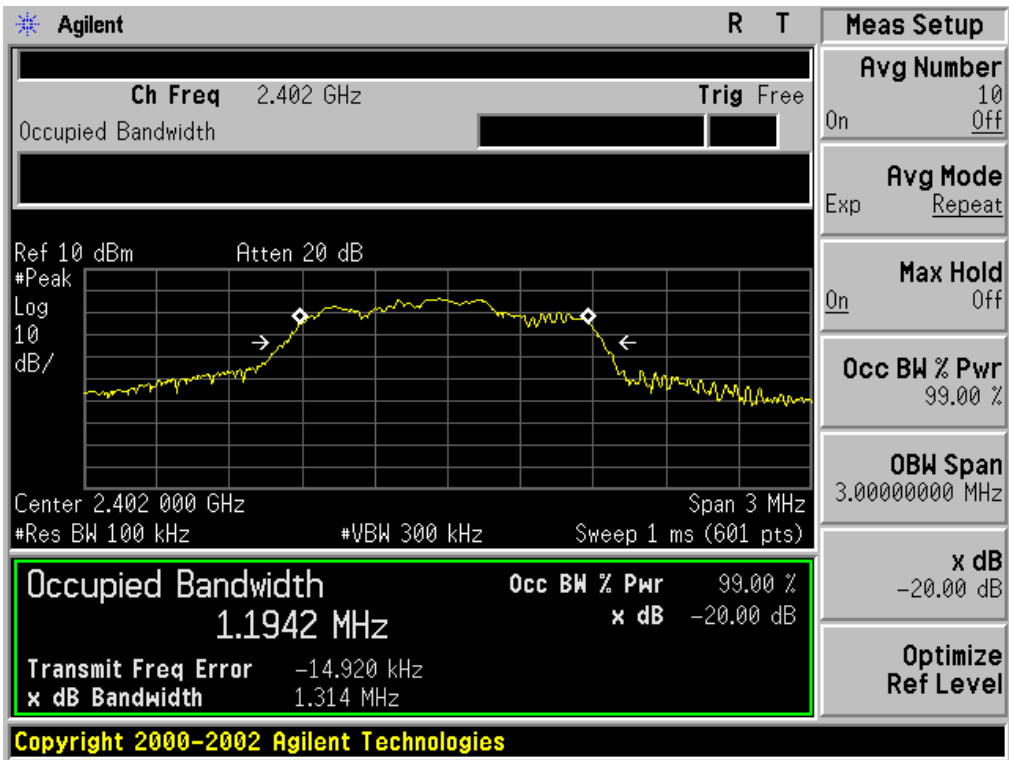 Agilent R T
Ch Freq 2.402 GHz Trig Free
Occupied Bandwidth
Ref 10 dBm Atten 20 dB
#Peak
Log
10
dB/
Center 2.402 000 GHz Span 3 MHz
#Res BW 100 kHz #VBW 300 kHz Sweep 1 ms (601 pts)
Occupied Bandwidth Occ BW % Pwr 99.00 %
1.1942 MHz x dB -20.00 dB
Transmit Freq Error -14.920 kHz
x dB Bandwidth 1.314 MHz
Copyright 2000-2002 Agilent Technologies
Meas Setup
Avg Number
10
On Off
Avg Mode
Exp Repeat
Max Hold
On Off
Occ BW % Pwr
99.00 %
OBW Span
3.00000000 MHz
x dB
-20.00 dB
Optimize
Ref Level